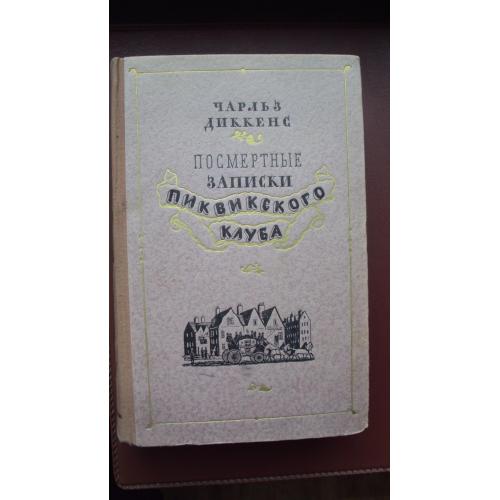 ЧАРЛЬЗ
ДИККЕНС
ПОСМЕРТНЫЕ
ЗАПИСКИ
ПИКВИКСКОГО
КЛУБА